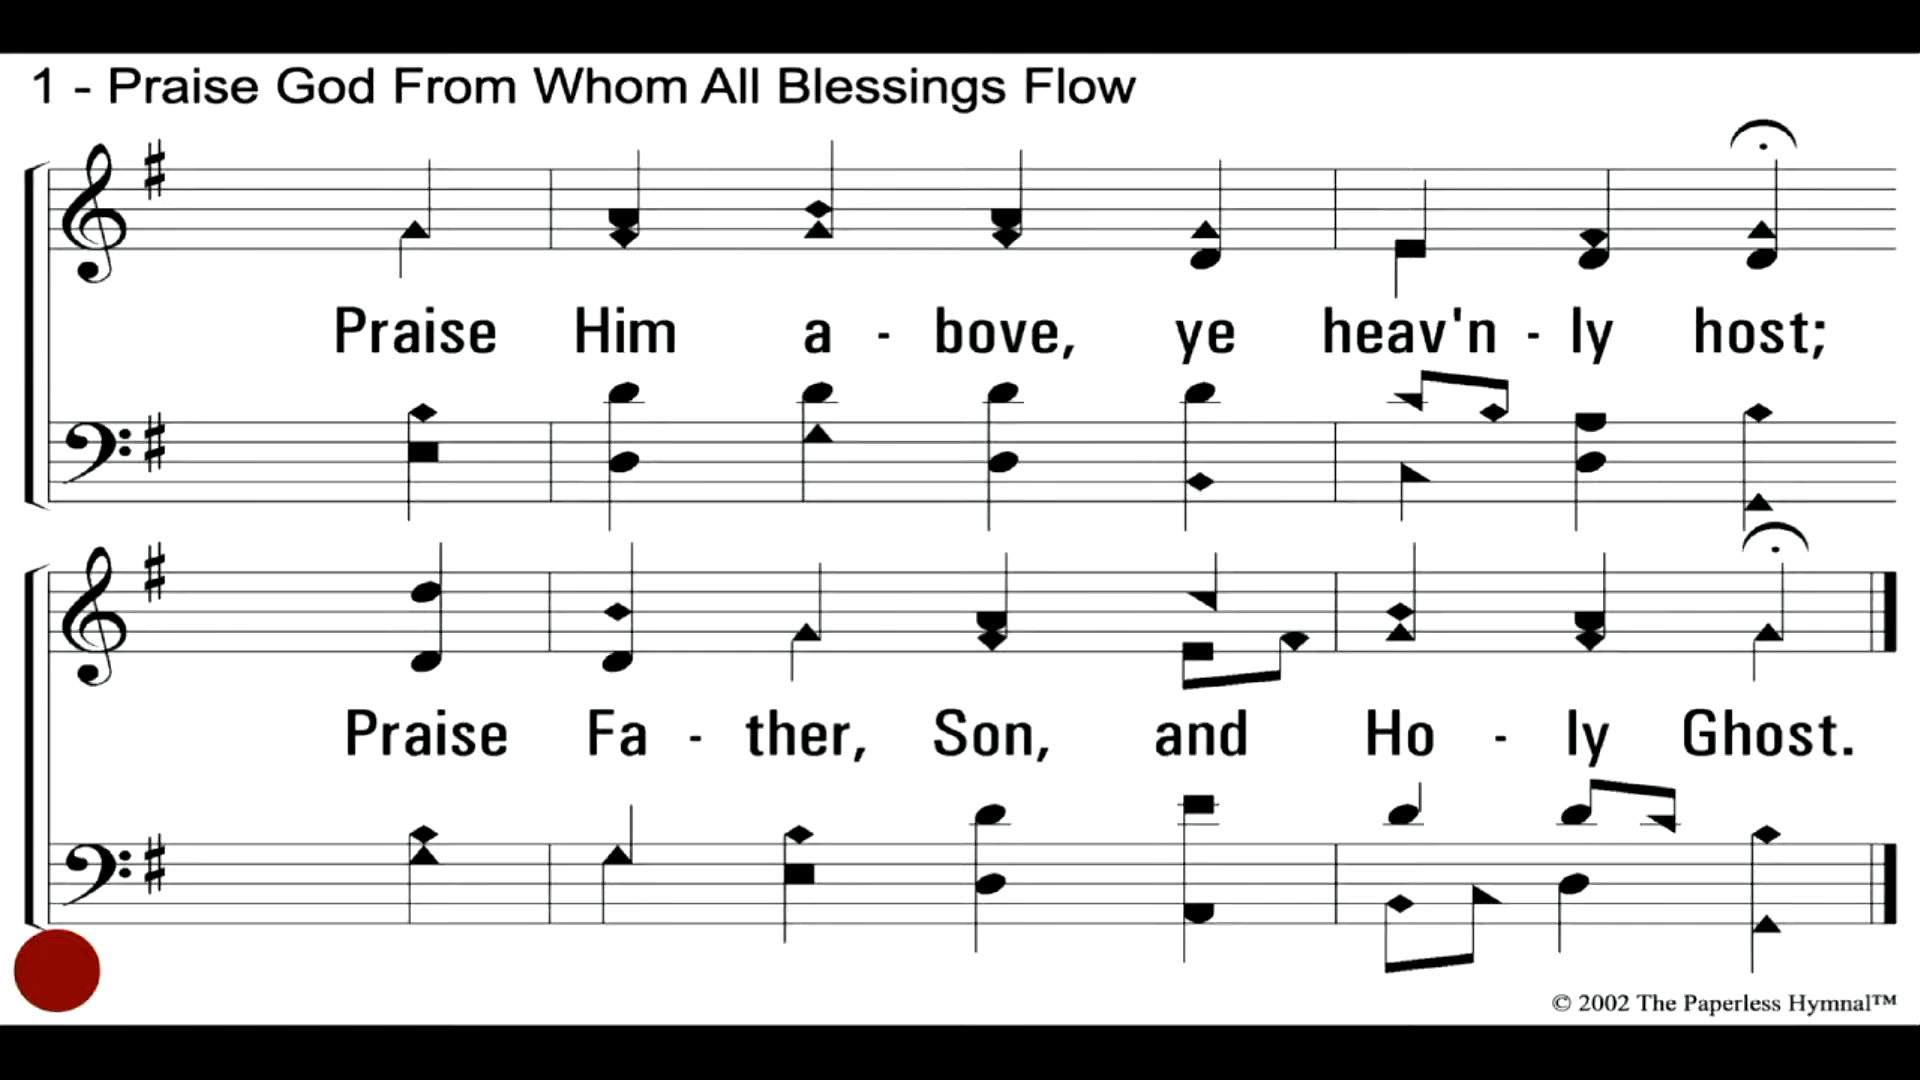 1 - Praise God From Whom All Blessings Flow
Praise Him a - bove, ye heav'n - ly host;
Praise Fa - ther, Son, and Ho - ly Ghost.
© 2002 The Paperless Hymnal™